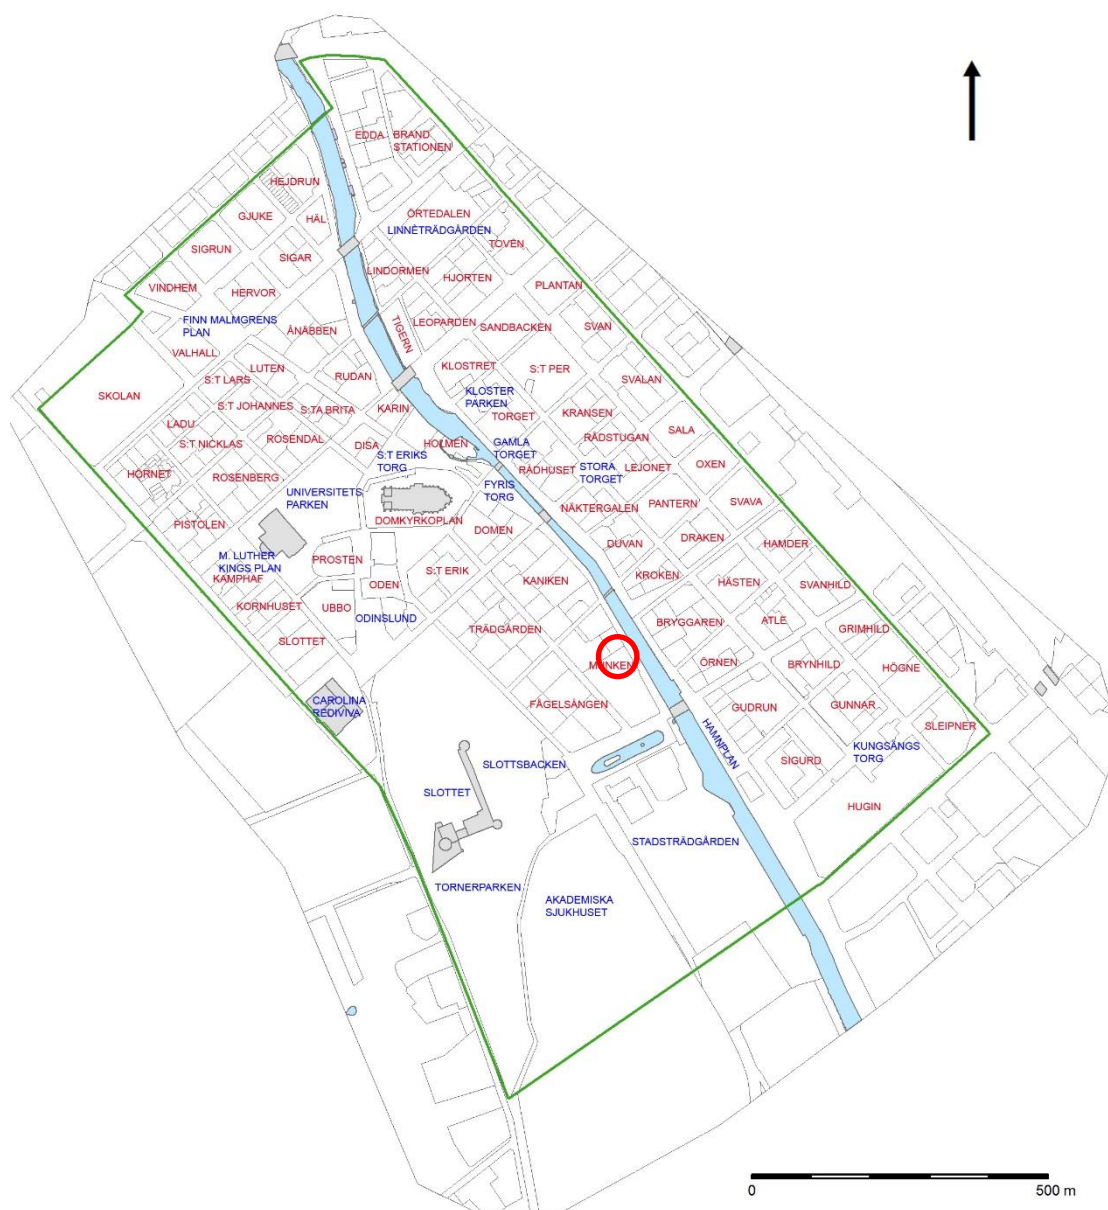 EDDA
BRAND
STATIONEN
HEJDRUN
GJUKE
HÄL
ÖRTEDALEN
LINNÉTRÄDGÅRDEN
TOVEN
SIGRUN
SIGAR
LINDORMEN
HJORTEN
VINDHEM
HERVOR
PLANTAN
FINN MALMGRENS
PLAN
ÅNABBEN
TIGERN
LEOPARDEN
SANDBACKEN
SVAN
VALHALL
LUTEN
RUDAN
KLOSTRET
S:T PER
SVALAN
SKOLAN
S:T LARS
KLOSTER
PARKEN
S:T JOHANNES
S:TA BRITA
KARIN
TORGET
KRANSEN
LADU
S:T NICKLAS
ROSENDAL
DISA
HOLMEN
GAMLA
TORGET
RÅDSTUGAN
SALA
S:T ERIKS
TORG
HORNET
ROSENBERG
RÅDHUSET
STORA
TORGET
LEJONET
OXEN
UNIVERSITETS
PARKEN
FYRIS
TORG
NÄKTERGALEN
PANTERN
SVAVA
PISTOLEN
DOMKYRKOPLAN
DOMEN
DUVAN
DRAKEN
HAMDER
M. LUTHER
KINGS PLAN
PROSTEN
KAMPHAF
ODEN
S:T ERIK
KANIKEN
KROKEN
HÄSTEN
SVANHILD
KORNHUSET
UBBO
ODINSLUND
TRÄDGÅRDEN
BRYGGAREN
ATLE
GRIMHILD
SLOTTET
MUNKEN
ÖRNEN
BRYNHILD
HÖGNE
CAROLINA
REDIVIVA
FÅGELSÅNGEN
GUDRUN
GUNNAR
SLEIPNER
HAMNPLAN
KUNGSÄNGS
TORG
SLOTTSBACKEN
SIGURD
SLOTTET
HUGIN
STADSTRÄDGÅRDEN
TORNERPARKEN
AKADEMISKA
SJUKHUSET
0 500 m